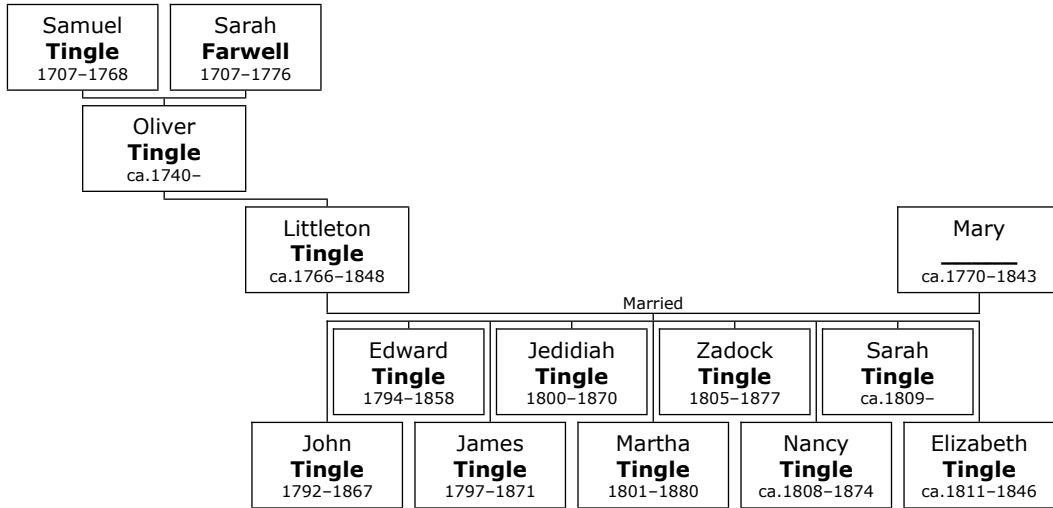 Samuel
Tingle
1707–1768
Sarah
Farwell
1707–1776
Oliver
Tingle
ca.1740–
Littleton
Tingle
ca.1766–1848
Mary
______
ca.1770–1843
Married
Edward
Tingle
1794–1858
Jedidiah
Tingle
1800–1870
Zadock
Tingle
1805–1877
Sarah
Tingle
ca.1809–
John
Tingle
1792–1867
James
Tingle
1797–1871
Martha
Tingle
1801–1880
Nancy
Tingle
ca.1808–1874
Elizabeth
Tingle
ca.1811–1846